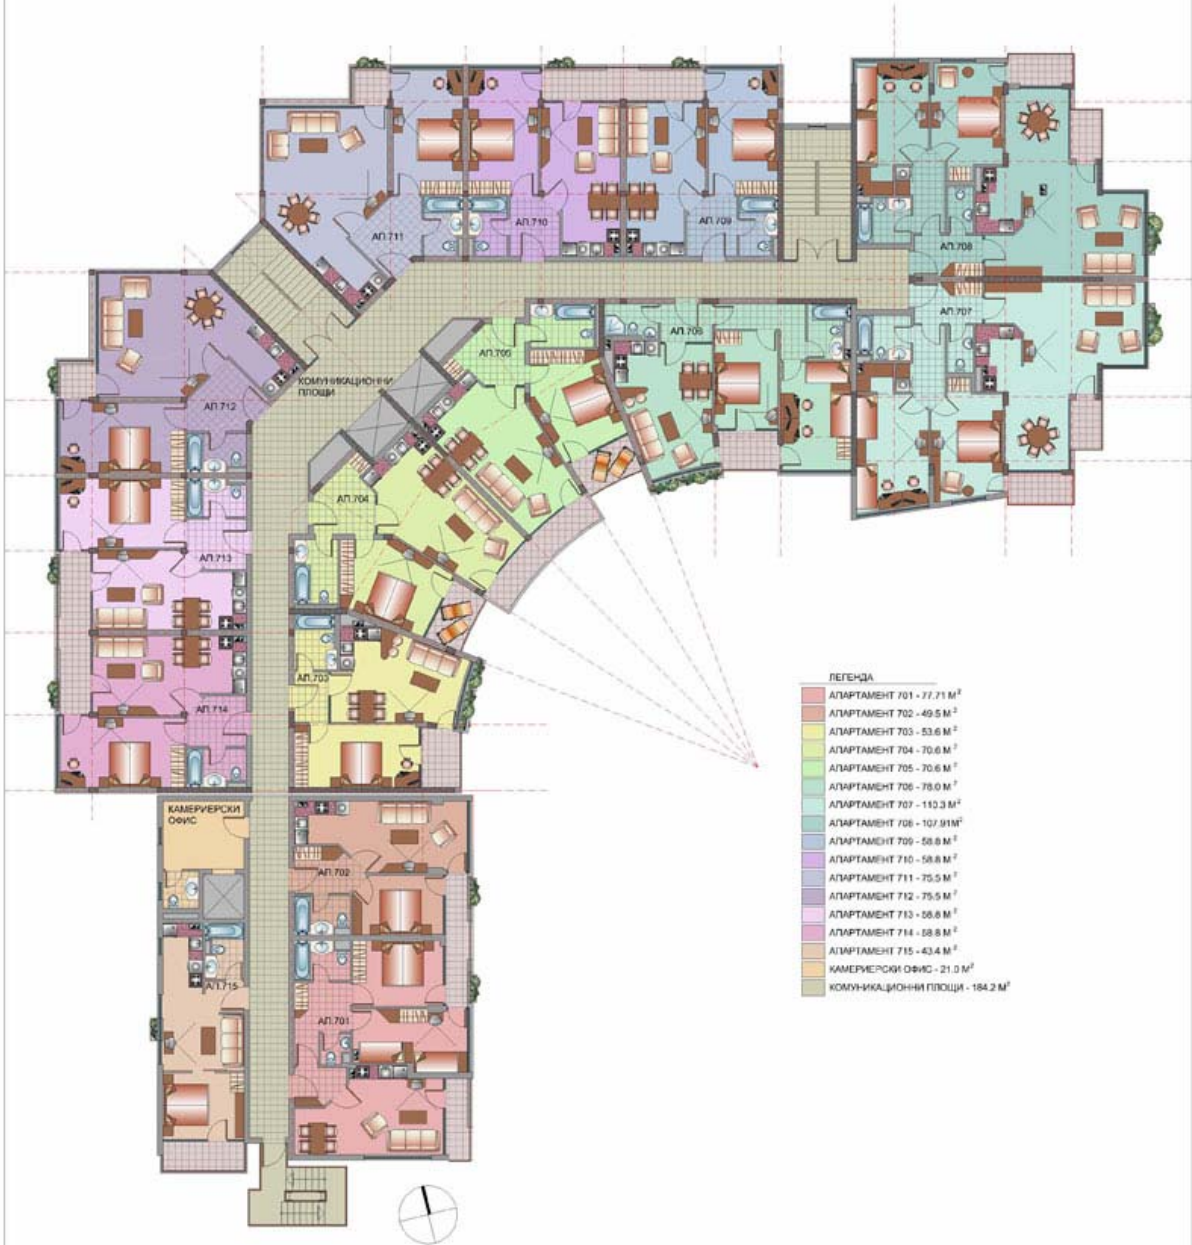 АП.711
АП.710
АП.709
АП.708
АП.707
АП.706
АП.705
КОМУНИКАЦИОННИ
ПЛОЩИ
АП.712
АП.704
АП.713
АП.703
АП.714
КАМЕРИЕРСКИ
ОФИС
АП.702
АП.715
АП.701
ЛЕГЕНДА
АПАРТАМЕНТ 701 - 77.71 М²
АПАРТАМЕНТ 702 - 49.5 М²
АПАРТАМЕНТ 703 - 53.6 М²
АПАРТАМЕНТ 704 - 70.6 М²
АПАРТАМЕНТ 705 - 70.6 М²
АПАРТАМЕНТ 706 - 78.0 М²
АПАРТАМЕНТ 707 - 110.3 М²
АПАРТАМЕНТ 708 - 107.91М²
АПАРТАМЕНТ 709 - 58.8 М²
АПАРТАМЕНТ 710 - 58.8 М²
АПАРТАМЕНТ 711 - 75.5 М²
АПАРТАМЕНТ 712 - 75.5 М²
АПАРТАМЕНТ 713 - 58.8 М²
АПАРТАМЕНТ 714 - 58.8 М²
АПАРТАМЕНТ 715 - 43.4 М²
КАМЕРИЕРСКИ ОФИС - 21.0 М²
КОМУНИКАЦИОННИ ПЛОЩИ - 184.2 М²